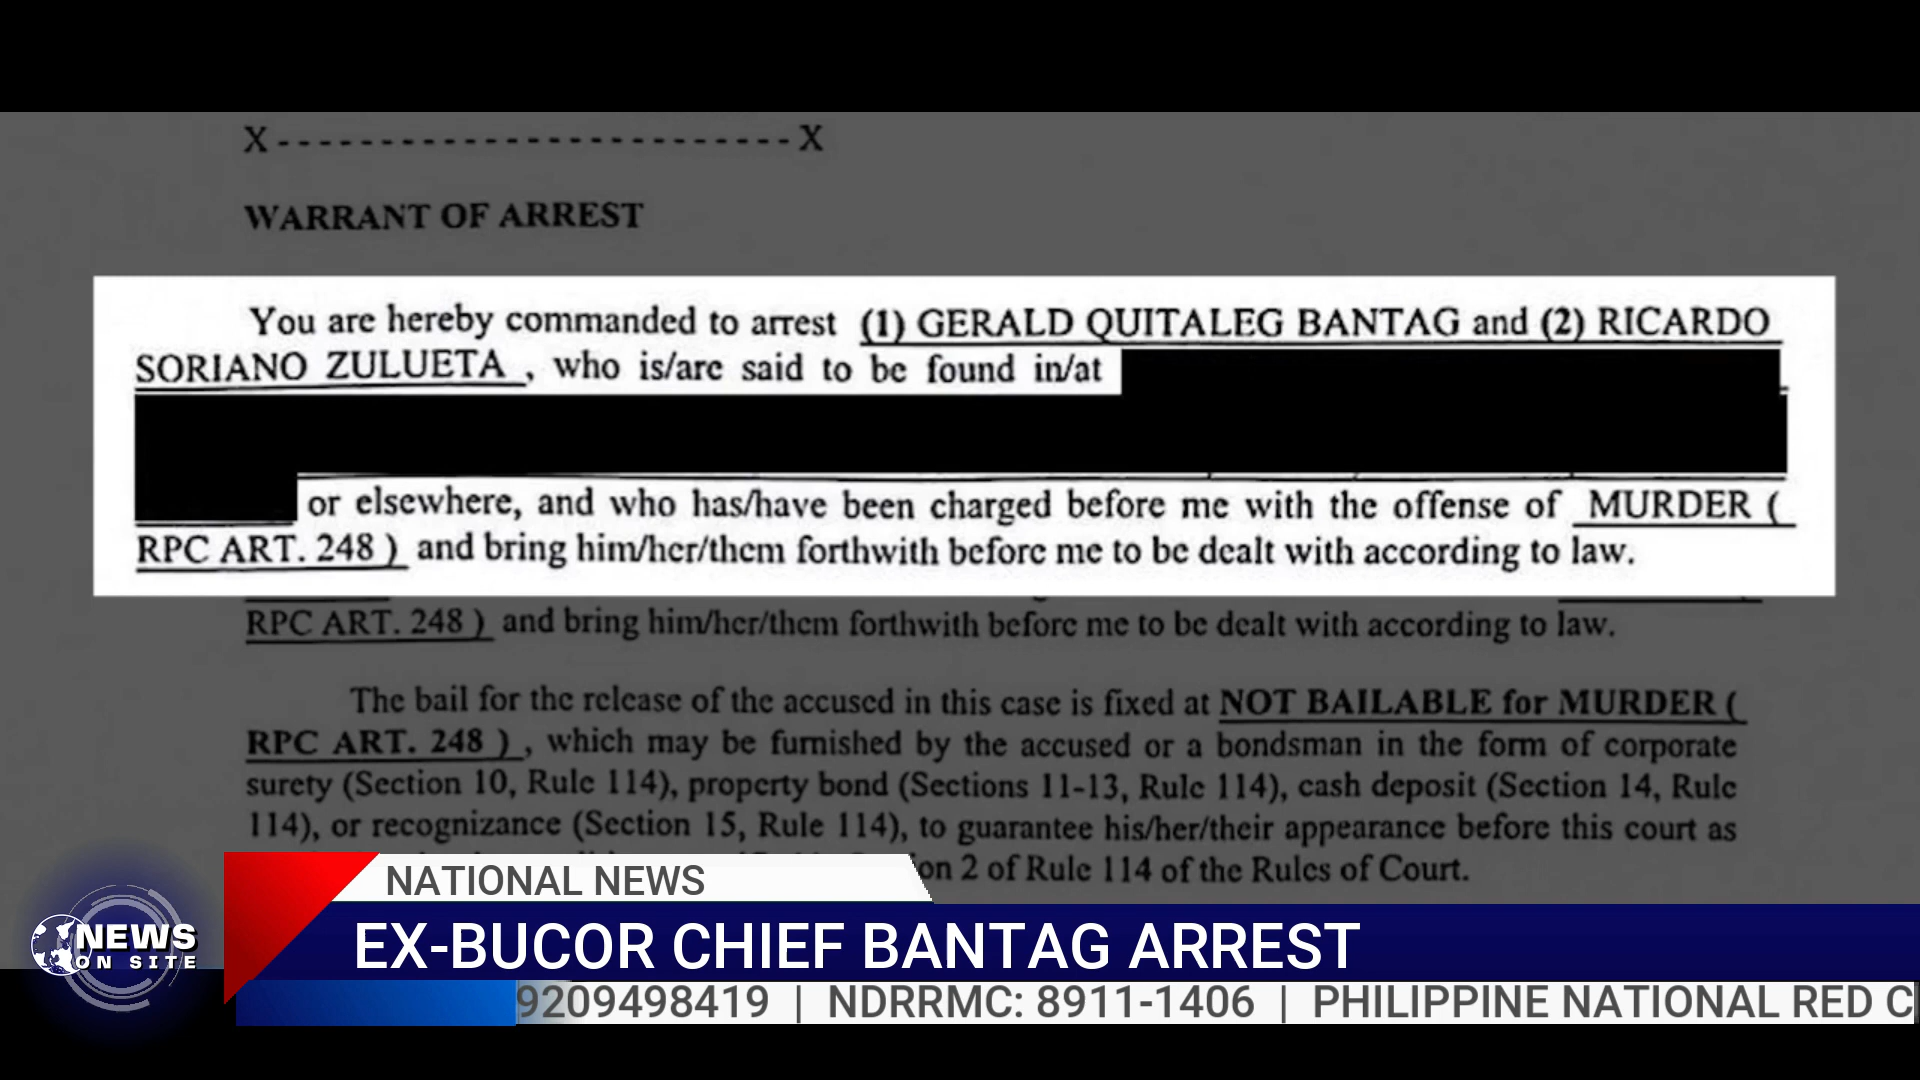 X-------------------------X
WARRANT OF ARREST
You are hereby commanded to arrest (1) GERALD QUITALEG BANTAG and (2) RICARDO
SORIANO ZULUETA , who is/are said to be found in/at
or elsewhere, and who has/have been charged before me with the offense of MURDER (
RPC ART. 248 ) and bring him/her/them forthwith before me to be dealt with according to law.
RPC ART. 248 ) and bring him/her/them forthwith before me to be dealt with according to law.
The bail for the release of the accused in this case is fixed at NOT BAILABLE for MURDER (
RPC ART. 248 ) , which may be furnished by the accused or a bondsman in the form of corporate
surety (Section 10, Rule 114), property bond (Sections 11-13, Rule 114), cash deposit (Section 14, Rule
114), or recognizance (Section 15, Rule 114), to guarantee his/her/their appearance before this court as
2 of Rule 114 of the Rules of Court.
NATIONAL NEWS
EX-BUCOR CHIEF BANTAG ARREST
NEWS
ON SITE
9209498419 | NDRRMC: 8911-1406 | PHILIPPINE NATIONAL RED C